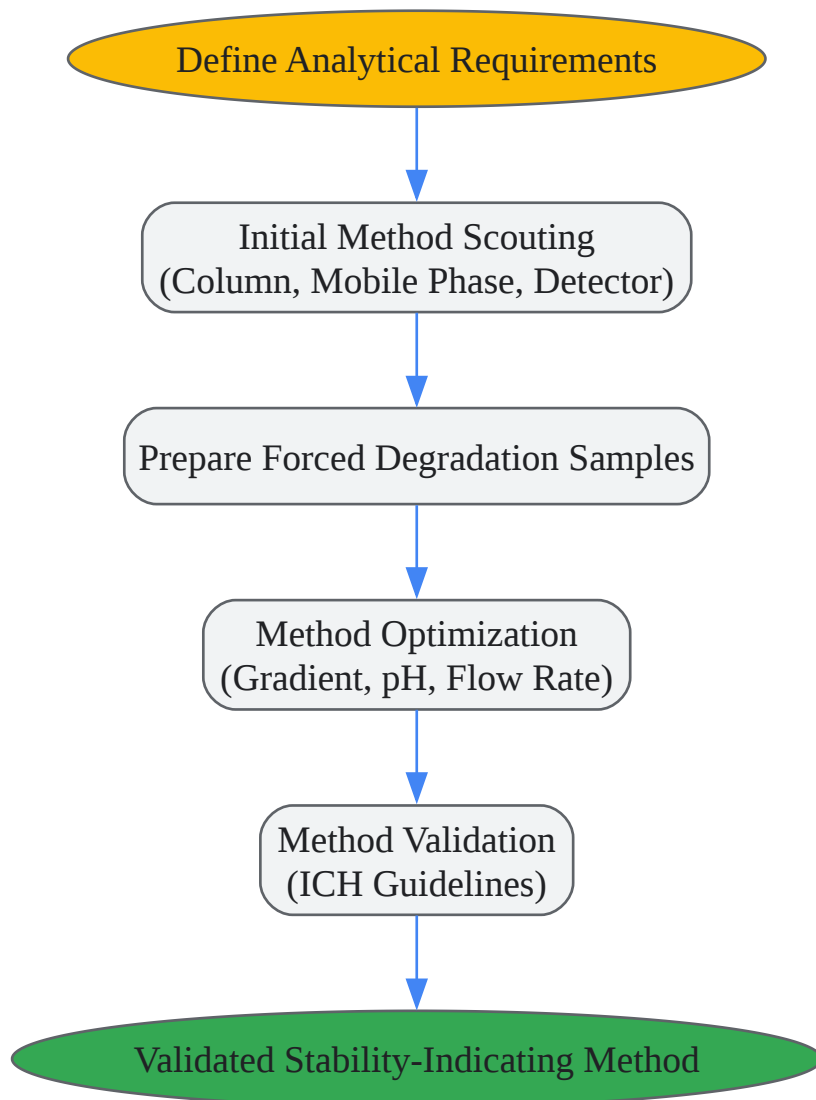 Define Analytical Requirements
Initial Method Scouting
(Column, Mobile Phase, Detector)
Prepare Forced Degradation Samples
Method Optimization
(Gradient, pH, Flow Rate)
Method Validation
(ICH Guidelines)
Validated Stability-Indicating Method